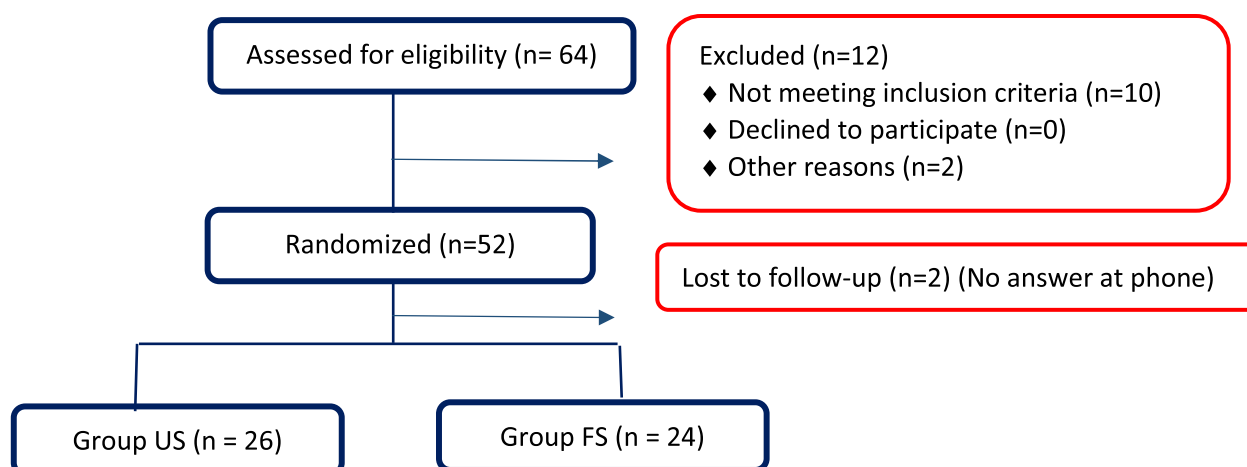 Assessed for eligibility (n= 64)
Excluded (n=12)
♦ Not meeting inclusion criteria (n=10)
♦ Declined to participate (n=0)
♦ Other reasons (n=2)
Randomized (n=52)
Lost to follow-up (n=2) (No answer at phone)
Group US (n = 26)
Group FS (n = 24)